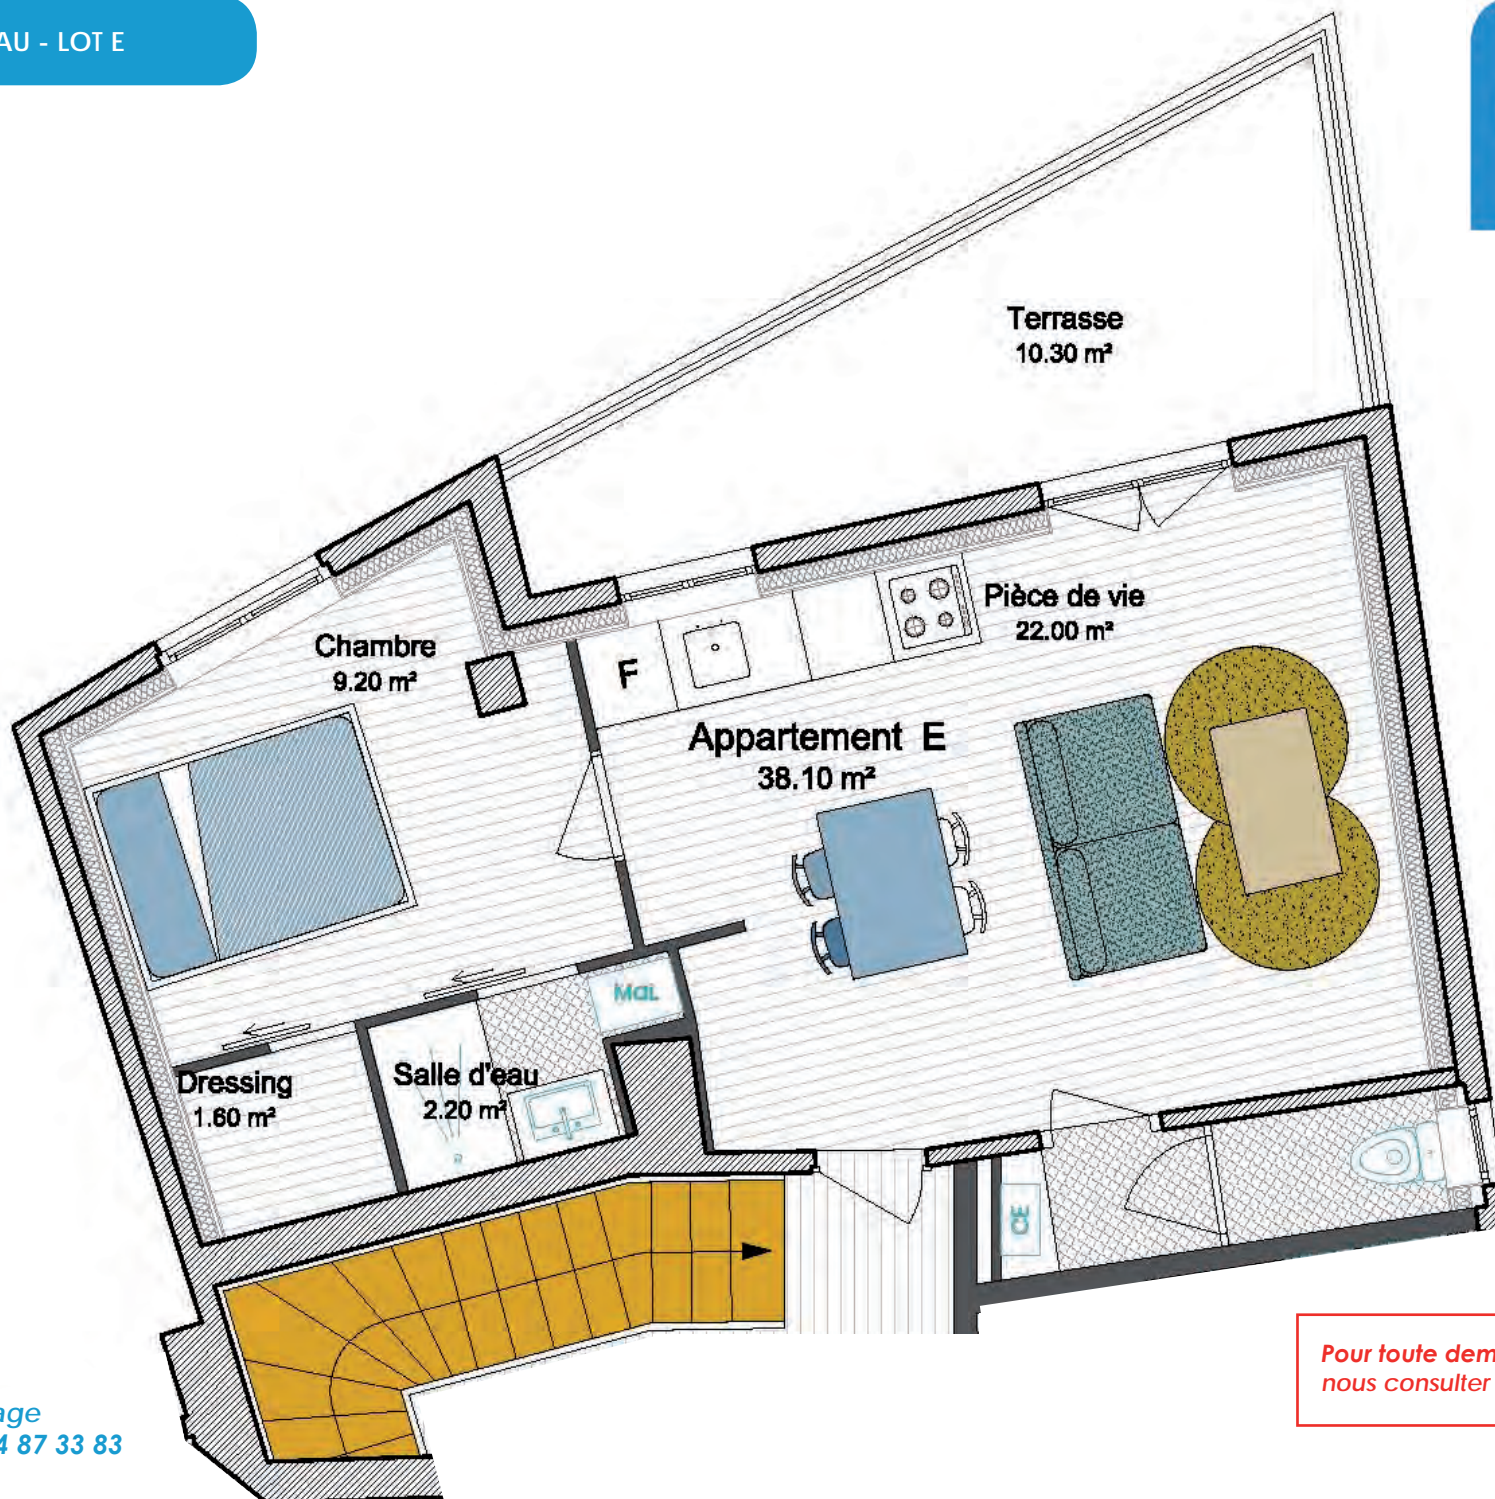 AU - LOT E
Terrasse
10.30 m²
Pièce de vie
22.00 m²
Chambre
9.20 m²
F
Appartement E
38.10 m²
MaL
Dressing
1.60 m²
Salle d'eau
2.20 m²
CE
Pour toute dem
nous consulter
age
4 87 33 83